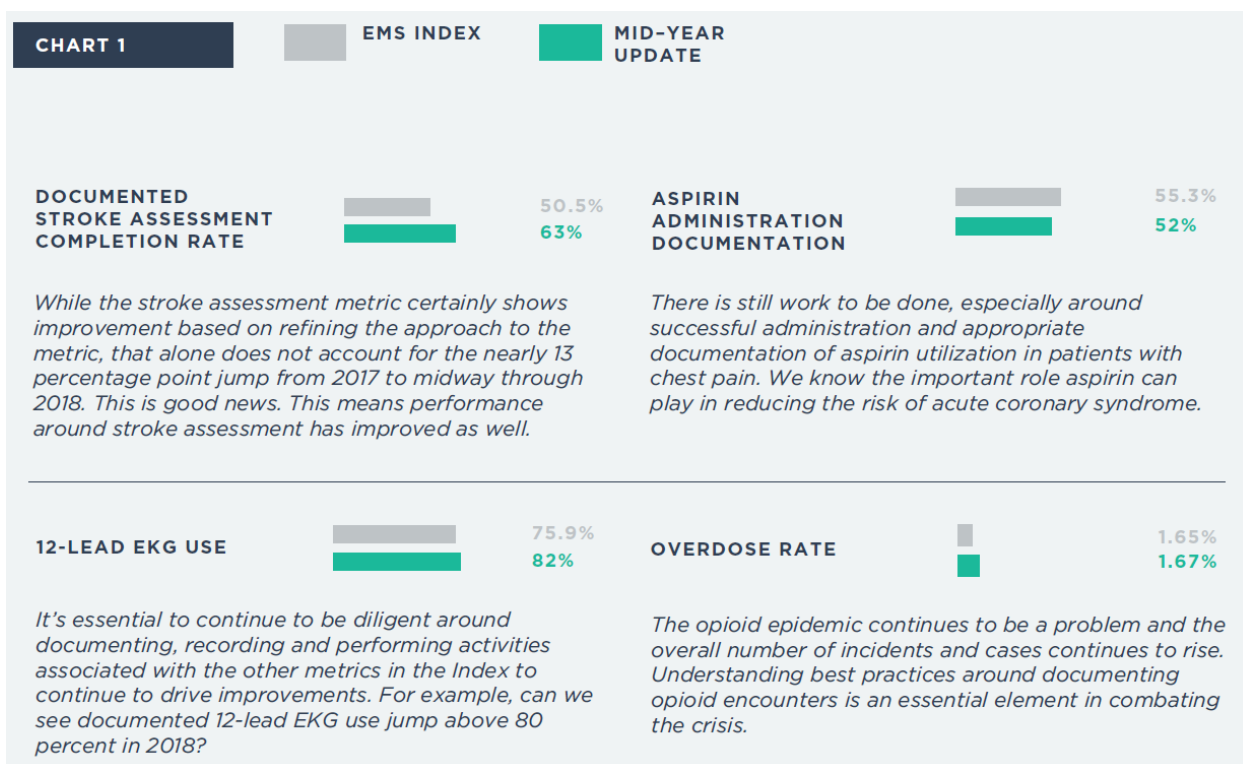 CHART 1
EMS INDEX
MID–YEAR
UPDATE
DOCUMENTED
STROKE ASSESSMENT
COMPLETION RATE
50.5%
63%
While the stroke assessment metric certainly shows
improvement based on refining the approach to the
metric, that alone does not account for the nearly 13
percentage point jump from 2017 to midway through
2018. This is good news. This means performance
around stroke assessment has improved as well.
ASPIRIN
ADMINISTRATION
DOCUMENTATION
55.3%
52%
There is still work to be done, especially around
successful administration and appropriate
documentation of aspirin utilization in patients with
chest pain. We know the important role aspirin can
play in reducing the risk of acute coronary syndrome.
12-LEAD EKG USE
75.9%
82%
It's essential to continue to be diligent around
documenting, recording and performing activities
associated with the other metrics in the Index to
continue to drive improvements. For example, can we
see documented 12-lead EKG use jump above 80
percent in 2018?
OVERDOSE RATE
1.65%
1.67%
The opioid epidemic continues to be a problem and the
overall number of incidents and cases continues to rise.
Understanding best practices around documenting
opioid encounters is an essential element in combating
the crisis.